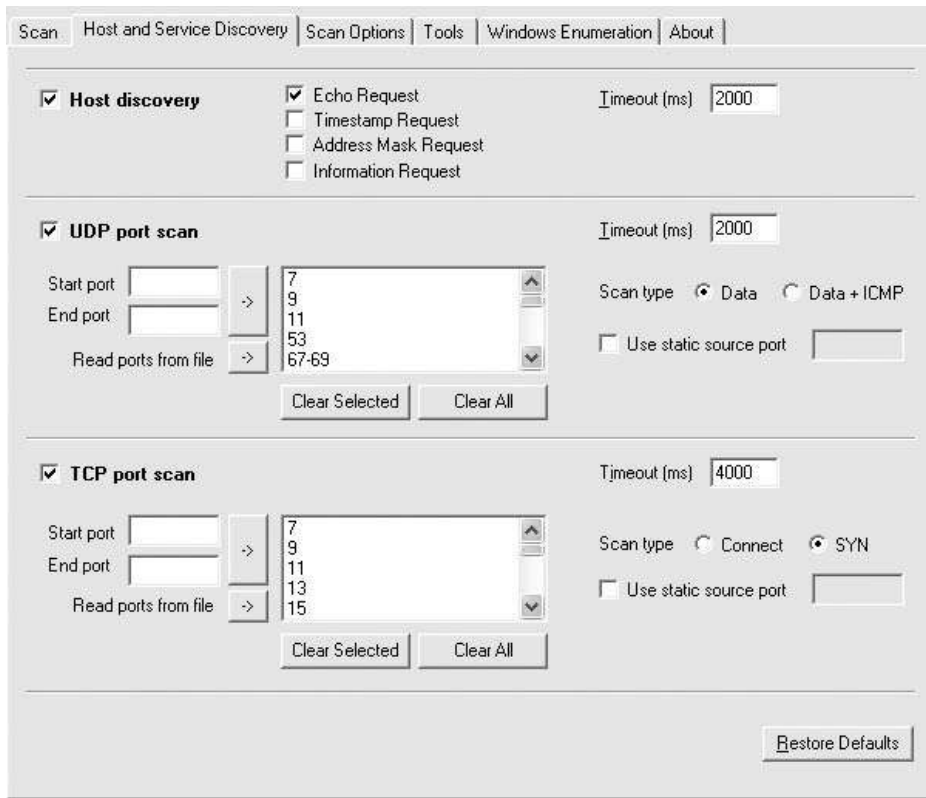 Scan Host and Service Discovery Scan Options Tools Windows Enumeration About
Host discovery
Echo Request
Timestamp Request
Address Mask Request
Information Request
Timeout (ms) 2000
UDP port scan
Timeout (ms) 2000
Start port
End port
->
Read ports from file ->
7
9
11
53
67-69
Clear Selected Clear All
Scan type Data Data + ICMP
Use static source port
TCP port scan
Timeout (ms) 4000
Start port
End port
->
Read ports from file ->
7
9
11
13
15
Clear Selected Clear All
Scan type Connect SYN
Use static source port
Restore Defaults